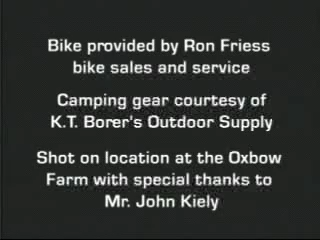 Bike provided by Ron Friess
bike sales and service
Camping gear courtesy of
K.T. Borer's Outdoor Supply
Shot on location at the Oxbow
Farm with special thanks to
Mr. John Kiely